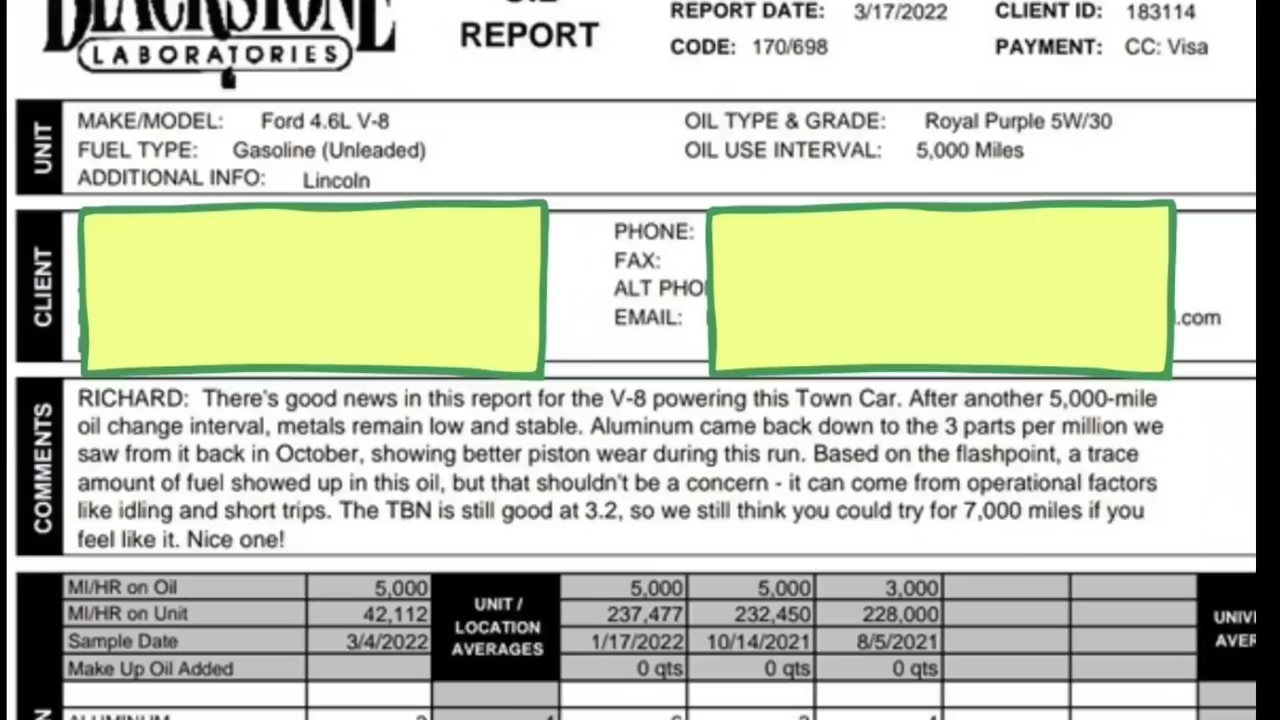 BLACKSTONE
LABORATORIES
REPORT
REPORT DATE: 3/17/2022
CODE: 170/698
CLIENT ID: 183114
PAYMENT: CC: Visa
UNIT
MAKE/MODEL: Ford 4.6L V-8
FUEL TYPE: Gasoline (Unleaded)
ADDITIONAL INFO: Lincoln
OIL TYPE & GRADE: Royal Purple 5W/30
OIL USE INTERVAL: 5,000 Miles
CLIENT
PHONE:
FAX:
ALT PHO
EMAIL: .com
COMMENTS
RICHARD: There's good news in this report for the V-8 powering this Town Car. After another 5,000-mile
oil change interval, metals remain low and stable. Aluminum came back down to the 3 parts per million we
saw from it back in October, showing better piston wear during this run. Based on the flashpoint, a trace
amount of fuel showed up in this oil, but that shouldn't be a concern - it can come from operational factors
like idling and short trips. The TBN is still good at 3.2, so we still think you could try for 7,000 miles if you
feel like it. Nice one!
MI/HR on Oil 5,000 5,000 5,000 3,000
MI/HR on Unit 42,112 237,477 232,450 228,000
Sample Date 3/4/2022 1/17/2022 10/14/2021 8/5/2021
Make Up Oil Added 0 qts 0 qts 0 qts
UNIT /
LOCATION
AVERAGES
UNIV
AVER
ALUMINUM